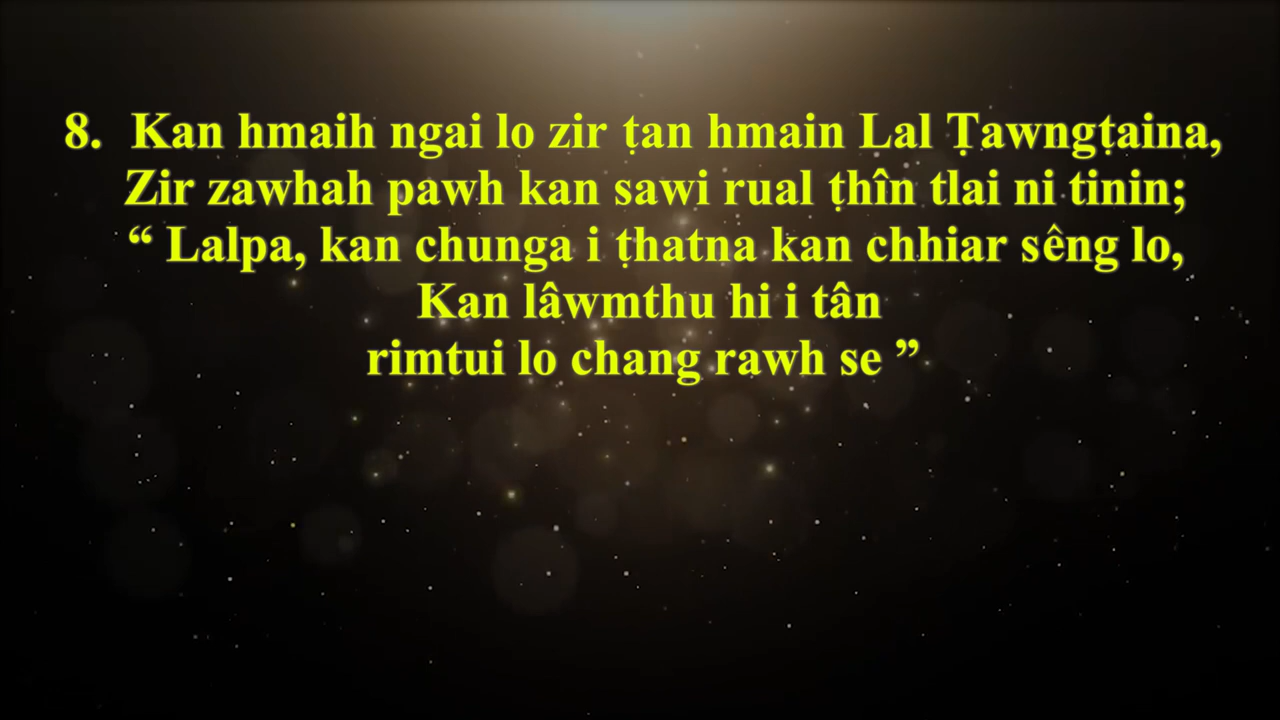 8. Kan hmaih ngai lo zir ṭan hmain Lal Ṭawngṭaina,
Zir zawhah pawh kan sawi rual ṭhîn tlai ni tinin;
“ Lalpa, kan chunga i ṭhatna kan chhiar sêng lo,
Kan lâwmthu hi i tân
rimtui lo chang rawh se ”